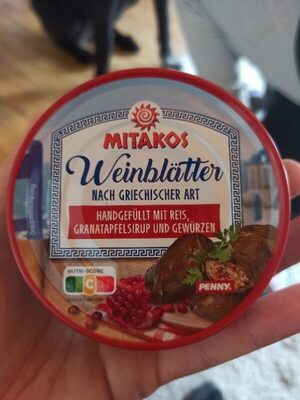 MITAKOS
Weinblätter
NACH GRIECHISCHER ART
HANDGEFÜLLT MIT REIS,
GRANATAPFELSIRUP UND GEWÜRZEN
NUTRI-SCORE
PENNY.